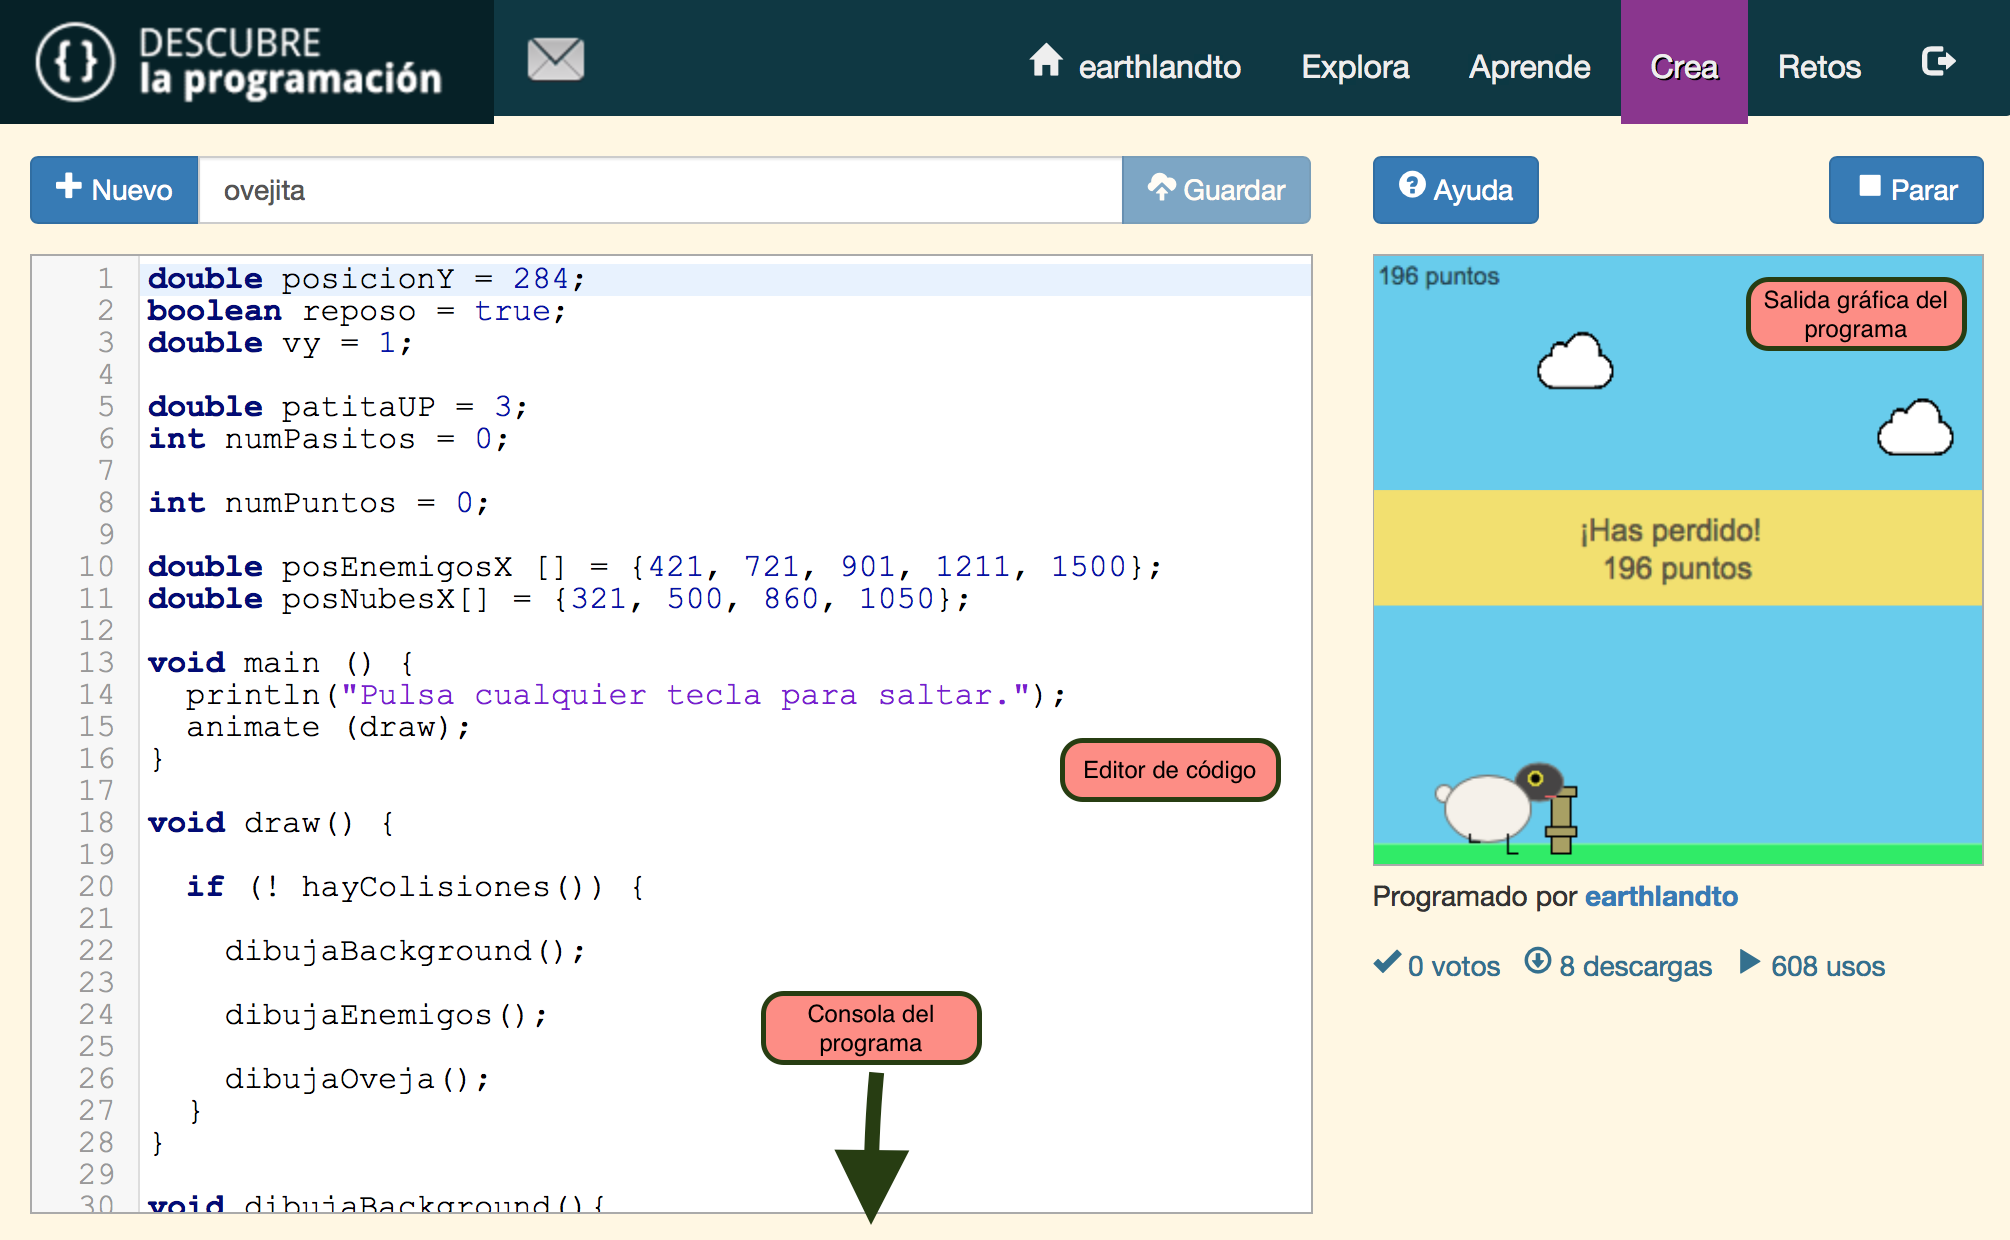 {} DESCUBRE
la programación
earthlandto Explora Aprende Crea Retos
Nuevo ovejita Guardar Ayuda Parar
1 double posicionY = 284;
2 boolean reposo = true;
3 double vy = 1;
4
5 double patitaUP = 3;
6 int numPasitos = 0;
7
8 int numPuntos = 0;
9
10 double posEnemigosX [] = {421, 721, 901, 1211, 1500};
11 double posNubesX[] = {321, 500, 860, 1050};
12
13 void main () {
14 println("Pulsa cualquier tecla para saltar.");
15 animate (draw);
16 }
17
18 void draw() {
19
20 if (! hayColisiones()) {
21
22 dibujaBackground();
23
24 dibujaEnemigos();
25
26 dibujaOveja();
27 }
28 }
29
30 void dibujaBackground(){
Editor de código
Consola del
programa
196 puntos
Salida gráfica del
programa
¡Has perdido!
196 puntos
Programado por earthlandto
0 votos 8 descargas 608 usos